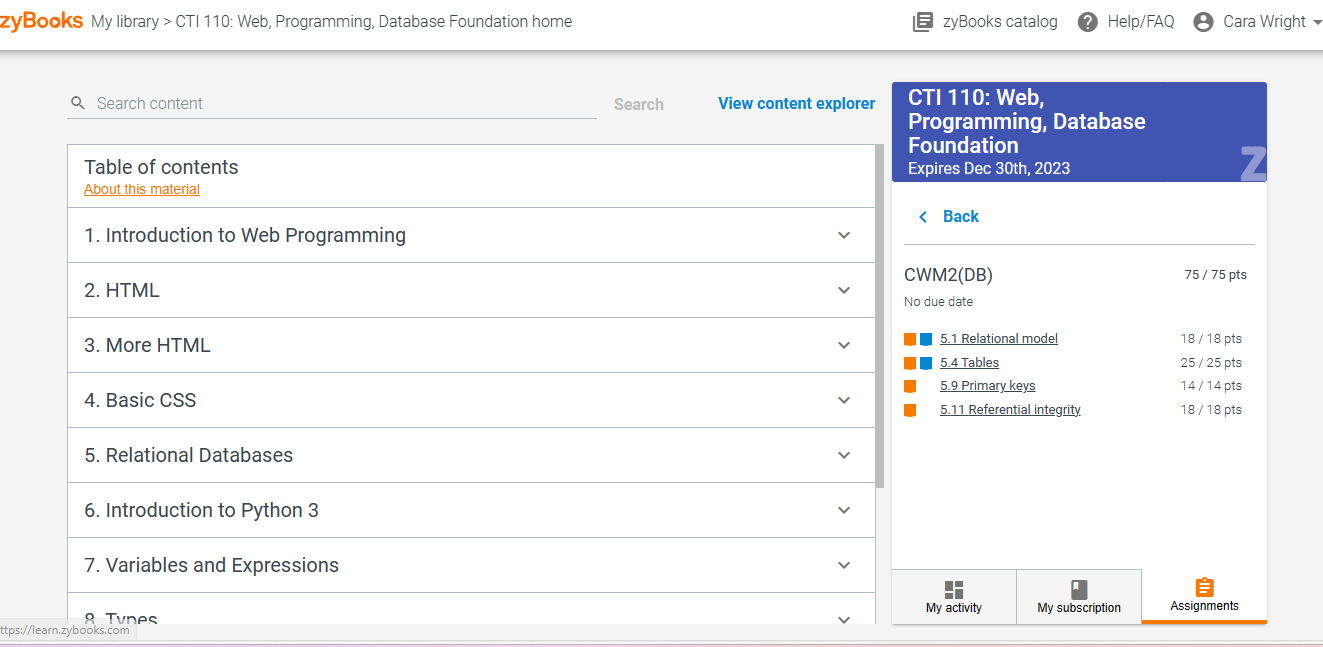 zyBooks My library > CTI 110: Web, Programming, Database Foundation home
zyBooks catalog Help/FAQ Cara Wright
Search content Search View content explorer
Table of contents
About this material
1. Introduction to Web Programming
2. HTML
3. More HTML
4. Basic CSS
5. Relational Databases
6. Introduction to Python 3
7. Variables and Expressions
8. Types
ttps://learn.zybooks.com
CTI 110: Web,
Programming, Database
Foundation
Expires Dec 30th, 2023
Z
Back
CWM2(DB) 75 / 75 pts
No due date
5.1 Relational model 18 / 18 pts
5.4 Tables 25 / 25 pts
5.9 Primary keys 14 / 14 pts
5.11 Referential integrity 18 / 18 pts
My activity My subscription Assignments